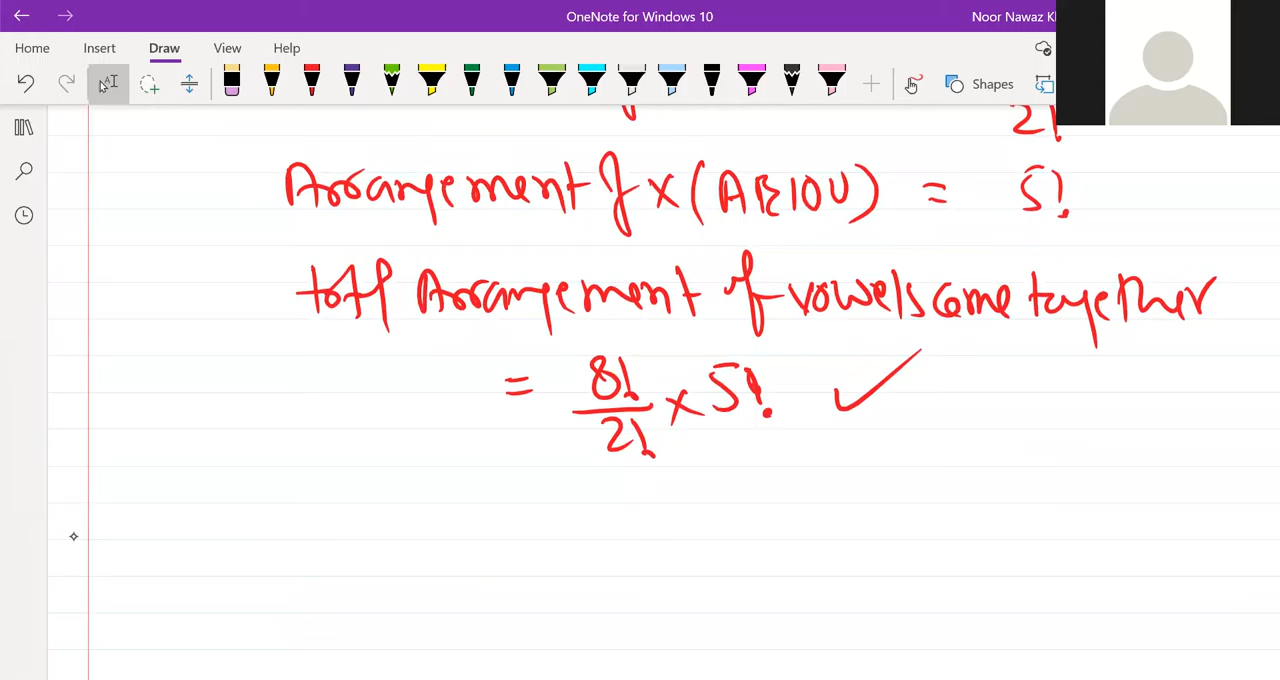 OneNote for Windows 10
Noor Nawaz Kh
Home Insert Draw View Help
Shapes
2!
Arrangement of X (AEIOU) = 5!
total Arrangement of vowels come together
= 8!/2! × 5! ✓